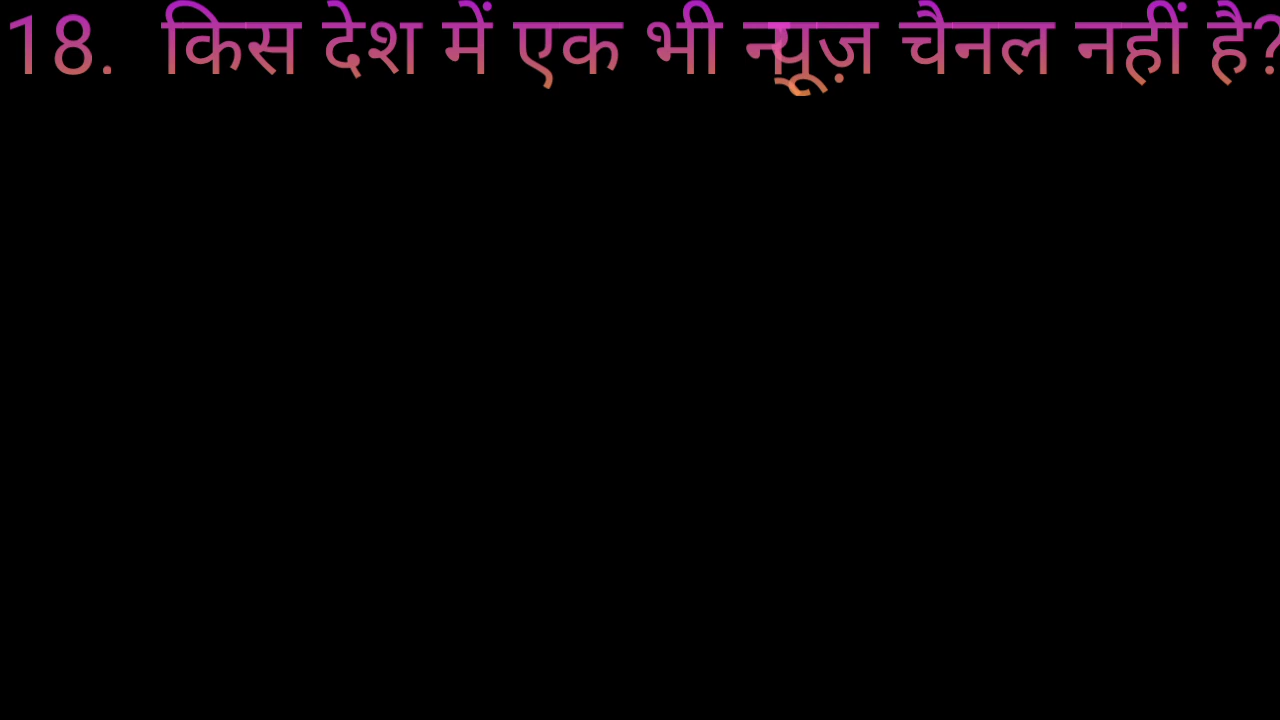 18. किस देश में एक भी न्यूज़ चैनल नहीं है?